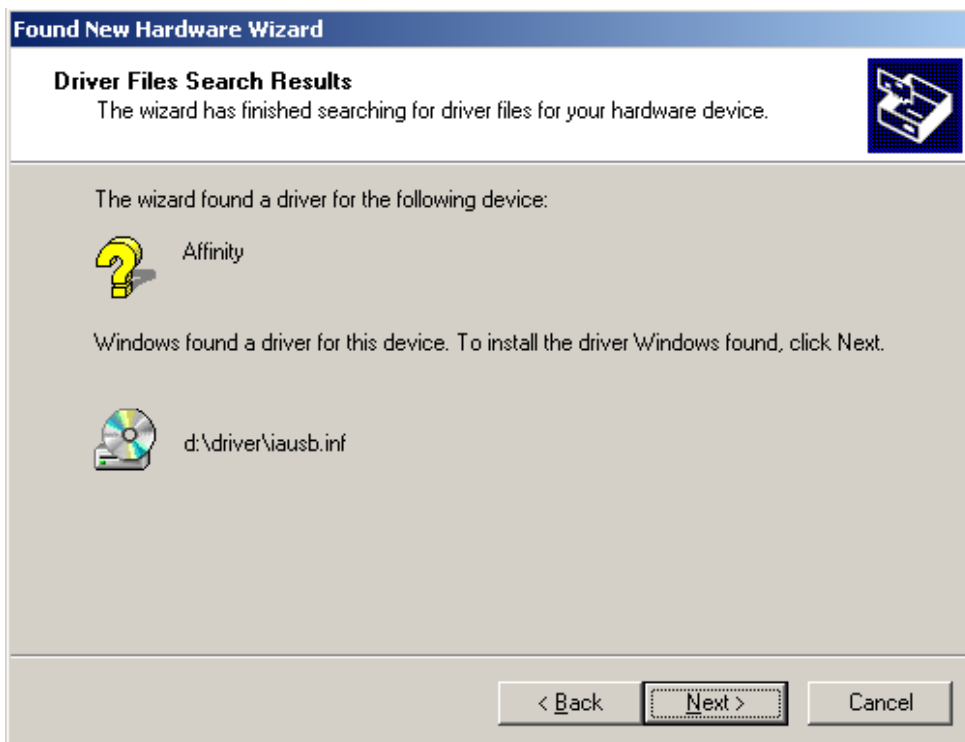 Found New Hardware Wizard
Driver Files Search Results
The wizard has finished searching for driver files for your hardware device.
The wizard found a driver for the following device:
Affinity
Windows found a driver for this device. To install the driver Windows found, click Next.
d:\driver\iausb.inf
< Back Next > Cancel